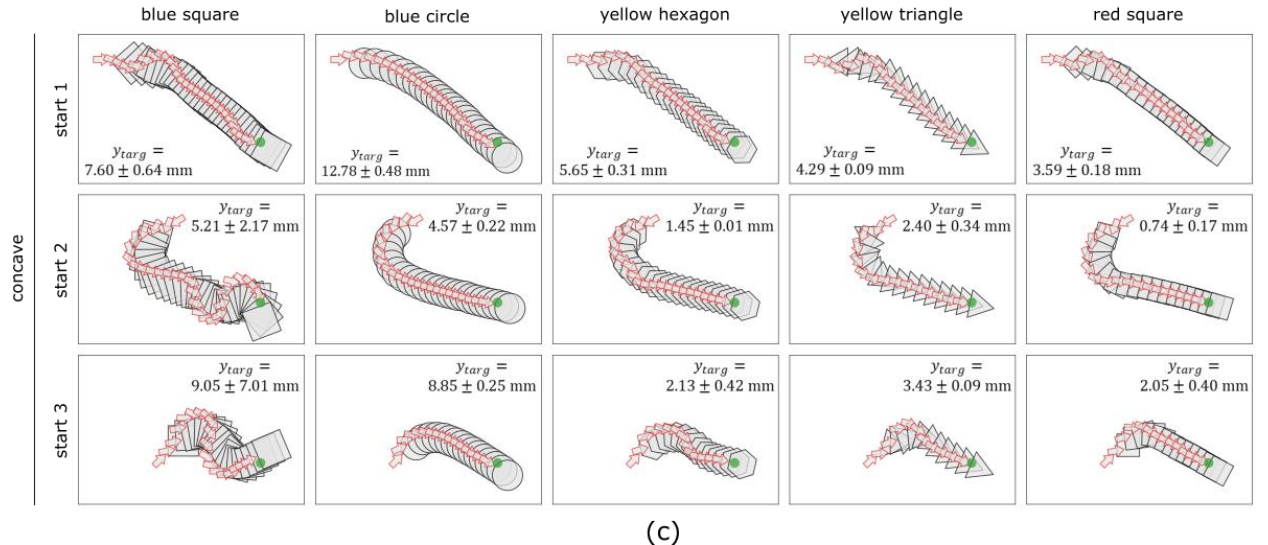 blue square
blue circle
yellow hexagon
yellow triangle
red square
concave
start 1
y_targ =
7.60 ± 0.64 mm
y_targ =
12.78 ± 0.48 mm
y_targ =
5.65 ± 0.31 mm
y_targ =
4.29 ± 0.09 mm
y_targ =
3.59 ± 0.18 mm
start 2
y_targ =
5.21 ± 2.17 mm
y_targ =
4.57 ± 0.22 mm
y_targ =
1.45 ± 0.01 mm
y_targ =
2.40 ± 0.34 mm
y_targ =
0.74 ± 0.17 mm
start 3
y_targ =
9.05 ± 7.01 mm
y_targ =
8.85 ± 0.25 mm
y_targ =
2.13 ± 0.42 mm
y_targ =
3.43 ± 0.09 mm
y_targ =
2.05 ± 0.40 mm
(c)